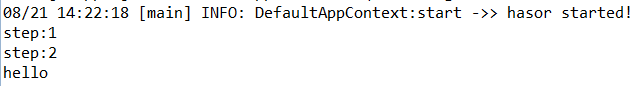 08/21 14:22:18 [main] INFO: DefaultAppContext:start ->> hasor started!
step:1
step:2
hello